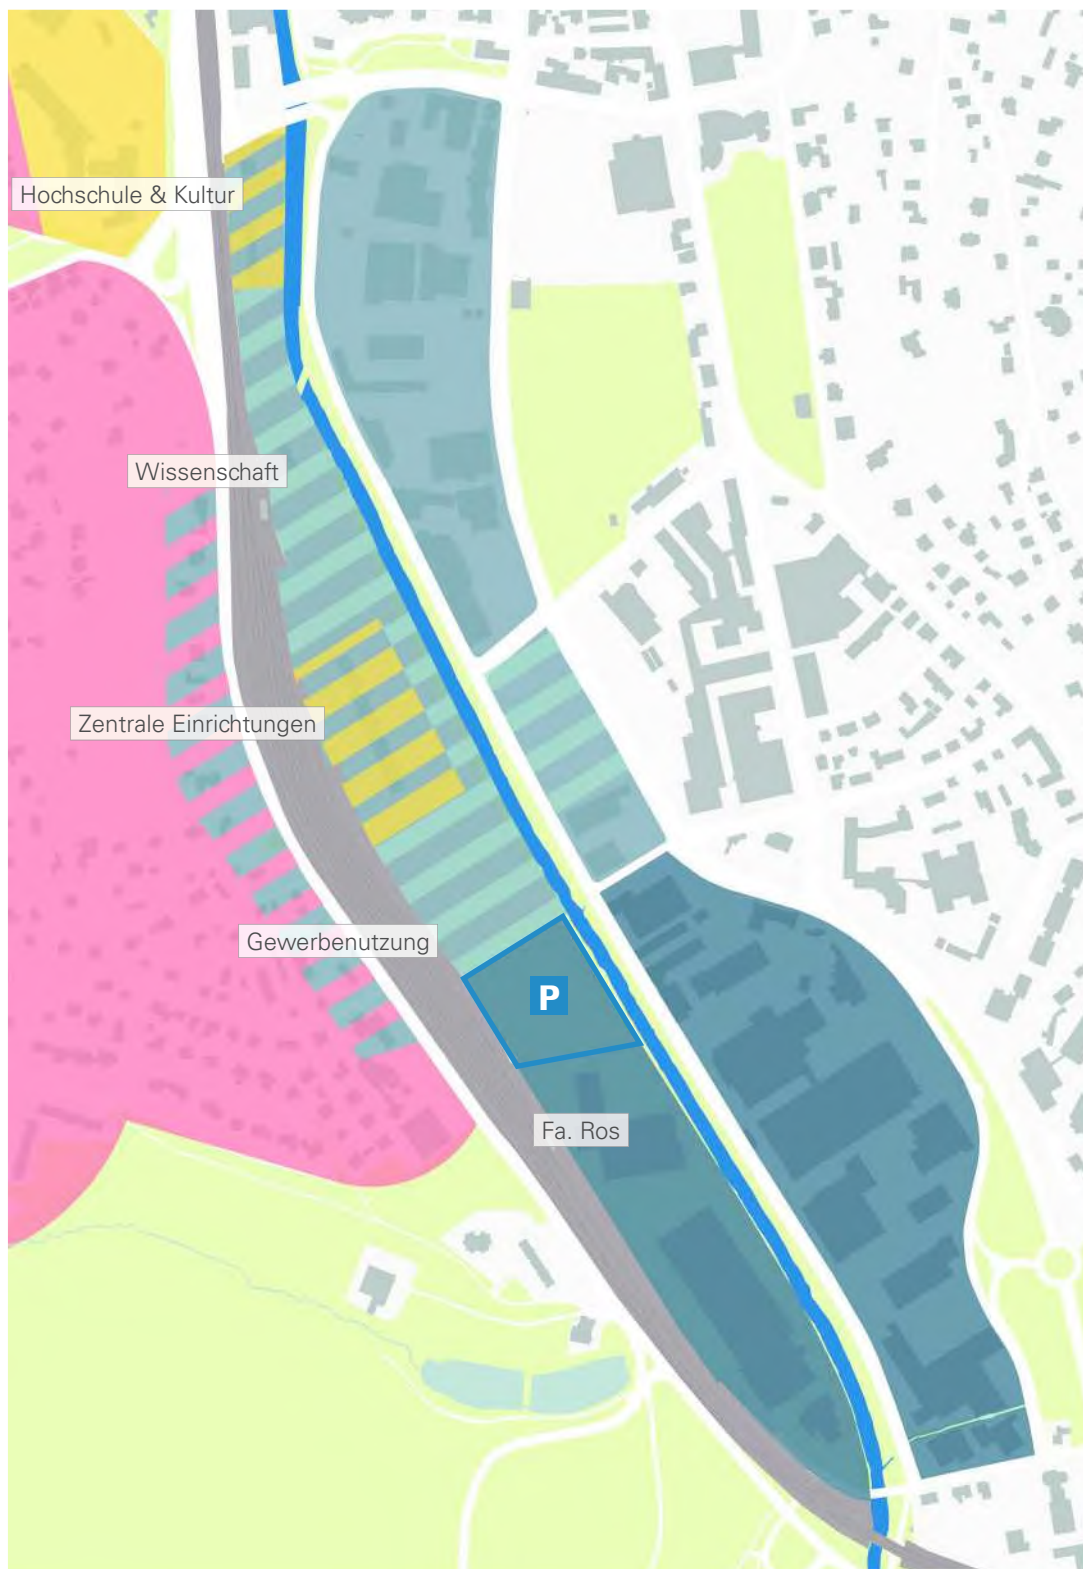 Hochschule & Kultur
Wissenschaft
Zentrale Einrichtungen
Gewerbenutzung
P
Fa. Ros